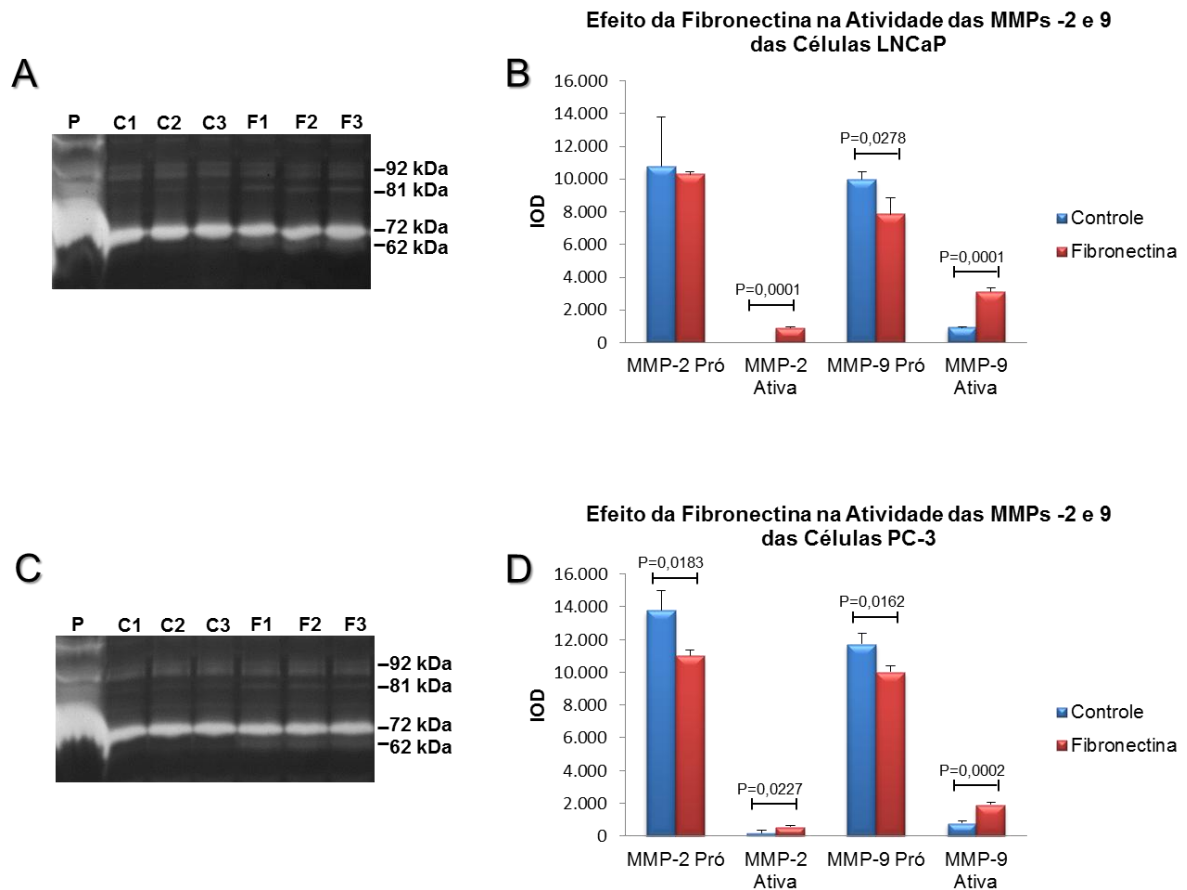 A
P C1 C2 C3 F1 F2 F3
–92 kDa
–81 kDa
–72 kDa
–62 kDa
B
Efeito da Fibronectina na Atividade das MMPs -2 e 9
das Células LNCaP
IOD
16.000
14.000
12.000
10.000
8.000
6.000
4.000
2.000
0
P=0,0001
P=0,0278
P=0,0001
MMP-2 Pró
MMP-2
Ativa
MMP-9 Pró
MMP-9
Ativa
Controle
Fibronectina
C
P C1 C2 C3 F1 F2 F3
–92 kDa
–81 kDa
–72 kDa
–62 kDa
D
Efeito da Fibronectina na Atividade das MMPs -2 e 9
das Células PC-3
IOD
16.000
14.000
12.000
10.000
8.000
6.000
4.000
2.000
0
P=0,0183
P=0,0227
P=0,0162
P=0,0002
MMP-2 Pró
MMP-2
Ativa
MMP-9 Pró
MMP-9
Ativa
Controle
Fibronectina